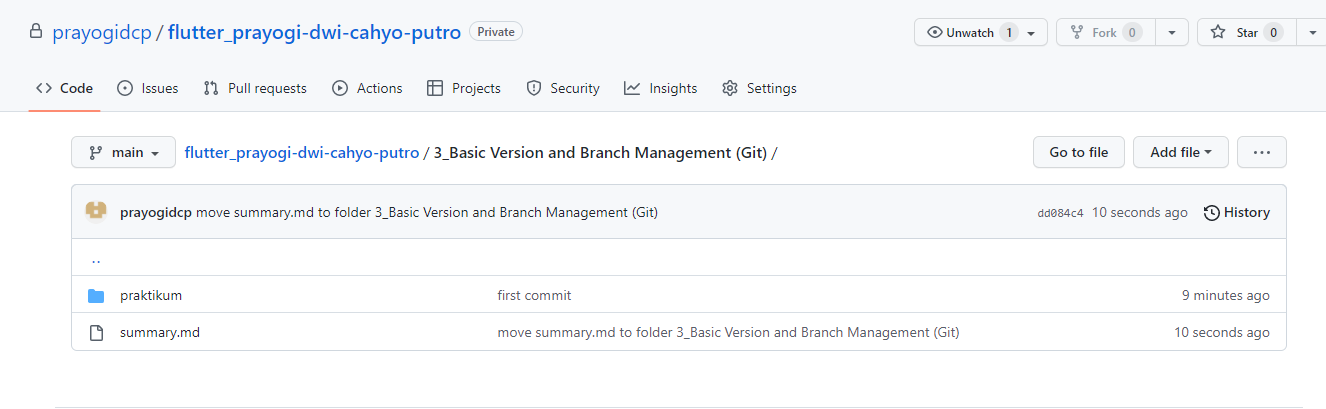 prayogidcp / flutter_prayogi-dwi-cahyo-putro Private Unwatch 1 Fork 0 Star 0
Code Issues Pull requests Actions Projects Security Insights Settings
main flutter_prayogi-dwi-cahyo-putro / 3_Basic Version and Branch Management (Git) / Go to file Add file ...
prayogidcp move summary.md to folder 3_Basic Version and Branch Management (Git) dd084c4 10 seconds ago History
..
praktikum first commit 9 minutes ago
summary.md move summary.md to folder 3_Basic Version and Branch Management (Git) 10 seconds ago